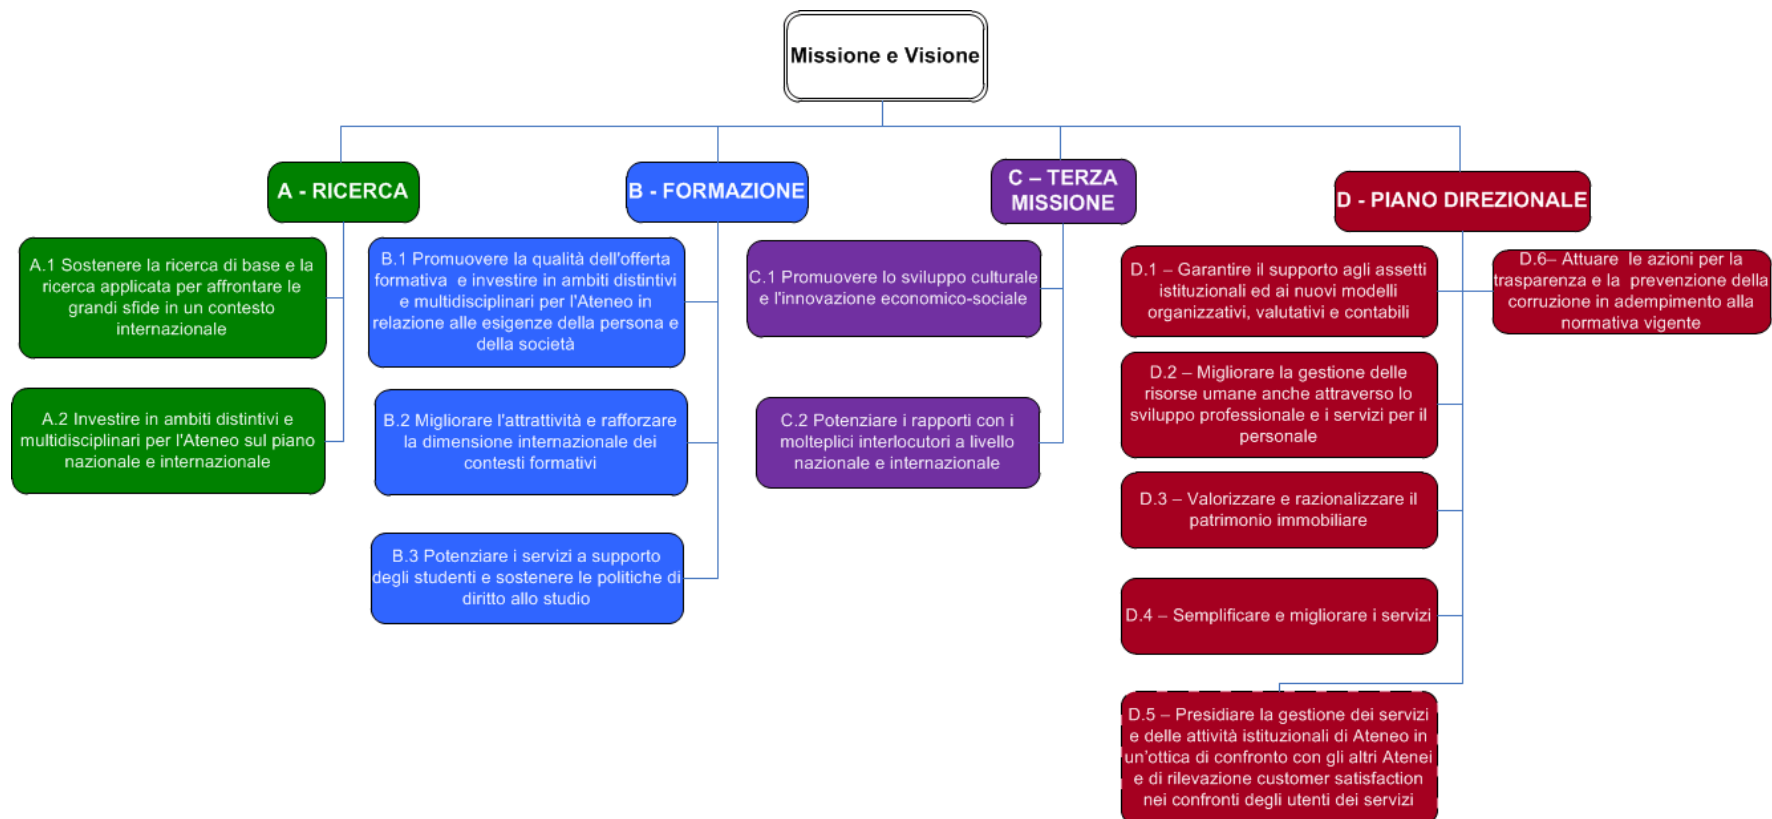 Missione e Visione
A - RICERCA
A.1 Sostenere la ricerca di base e la
ricerca applicata per affrontare le
grandi sfide in un contesto
internazionale
A.2 Investire in ambiti distintivi e
multidisciplinari per l'Ateneo sul piano
nazionale e internazionale
B - FORMAZIONE
B.1 Promuovere la qualità dell'offerta
formativa e investire in ambiti distintivi
e multidisciplinari per l'Ateneo in
relazione alle esigenze della persona e
della società
B.2 Migliorare l'attrattività e rafforzare
la dimensione internazionale dei
contesti formativi
B.3 Potenziare i servizi a supporto
degli studenti e sostenere le politiche di
diritto allo studio
C – TERZA
MISSIONE
C.1 Promuovere lo sviluppo culturale
e l'innovazione economico-sociale
C.2 Potenziare i rapporti con i
molteplici interlocutori a livello
nazionale e internazionale
D - PIANO DIREZIONALE
D.1 – Garantire il supporto agli assetti
istituzionali ed ai nuovi modelli
organizzativi, valutativi e contabili
D.2 – Migliorare la gestione delle
risorse umane anche attraverso lo
sviluppo professionale e i servizi per il
personale
D.3 – Valorizzare e razionalizzare il
patrimonio immobiliare
D.4 – Semplificare e migliorare i servizi
D.5 – Presidiare la gestione dei servizi
e delle attività istituzionali di Ateneo in
un'ottica di confronto con gli altri Atenei
e di rilevazione customer satisfaction
nei confronti degli utenti dei servizi
D.6– Attuare le azioni per la
trasparenza e la prevenzione della
corruzione in adempimento alla
normativa vigente